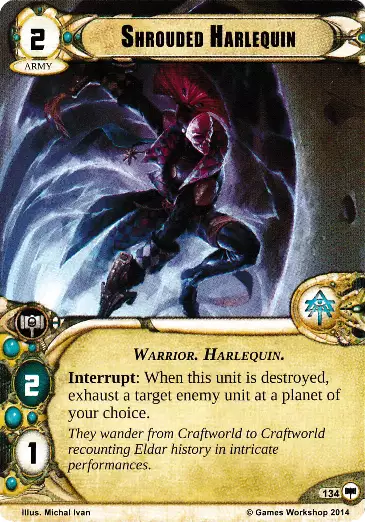 2
SHROUDED HARLEQUIN
ARMY
WARRIOR. HARLEQUIN.
2
Interrupt: When this unit is destroyed,
exhaust a target enemy unit at a planet of
your choice.
1
They wander from Craftworld to Craftworld
recounting Eldar history in intricate
performances.
134
Illus. Michal Ivan
© Games Workshop 2014